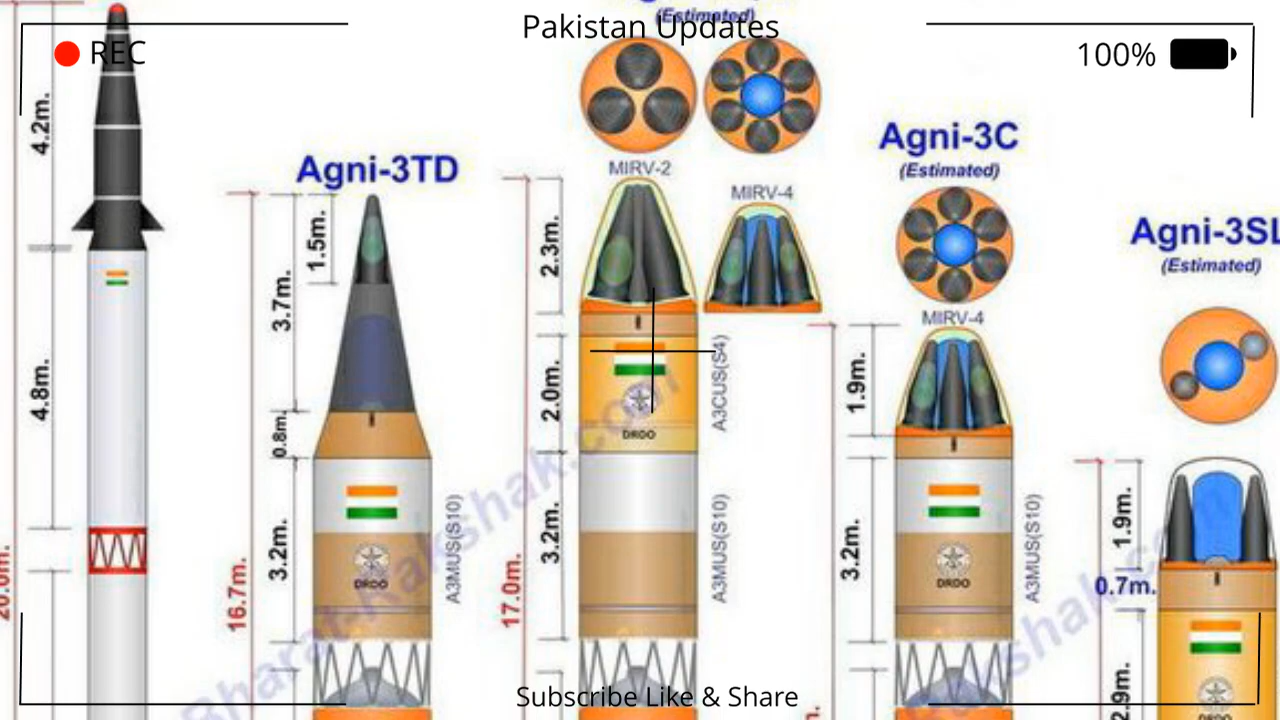 Pakistan Updates
(Estimated)
REC
100%
4.2m.
4.8m.
Agni-3TD
1.5m.
3.7m.
0.8m.
3.2m.
16.7m.
DRDO
A3MUS(S10)
MIRV-2
MIRV-4
2.3m.
2.0m.
3.2m.
17.0m.
DRDO
A3CUS(S4)
A3MUS(S10)
Agni-3C
(Estimated)
MIRV-4
1.9m.
3.2m.
DRDO
A3MUS(S10)
Agni-3SL
(Estimated)
1.9m.
0.7m.
2.9m.
Bharat-Rakshak.com
Subscribe Like & Share